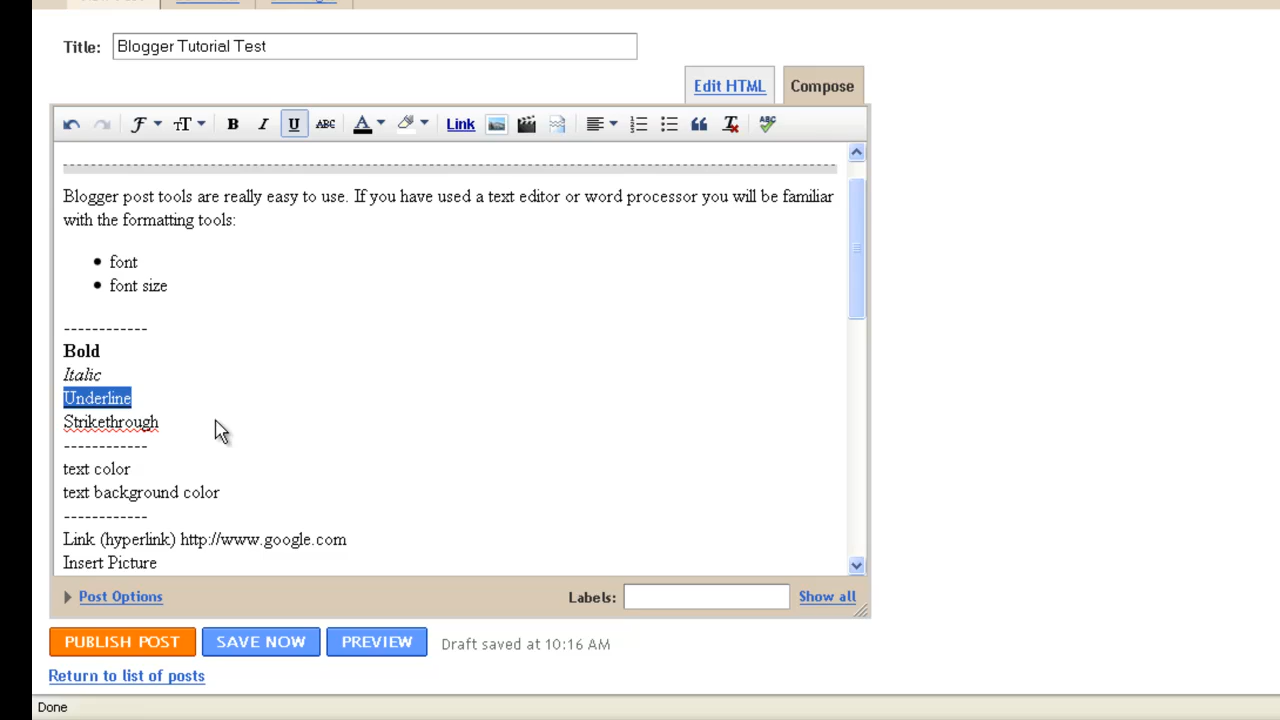 Title: Blogger Tutorial Test
Edit HTML Compose
F T B I U ABC A Link ABC
Blogger post tools are really easy to use. If you have used a text editor or word processor you will be familiar
with the formatting tools:
• font
• font size
------------
Bold
Italic
Underline
Strikethrough
------------
text color
text background color
------------
Link (hyperlink) http://www.google.com
Insert Picture
Post Options Labels: Show all
PUBLISH POST SAVE NOW PREVIEW Draft saved at 10:16 AM
Return to list of posts
Done